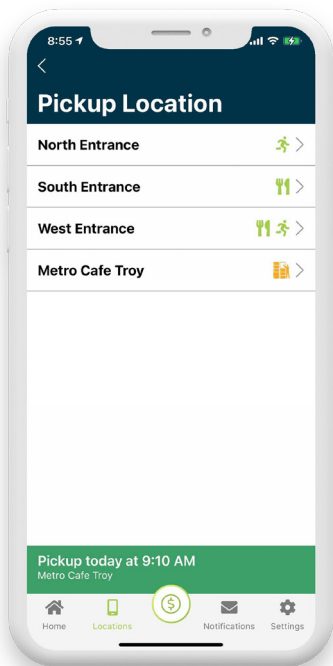 8:55
Pickup Location
North Entrance
South Entrance
West Entrance
Metro Cafe Troy
Pickup today at 9:10 AM
Metro Cafe Troy
$
Home
Locations
Notifications
Settings